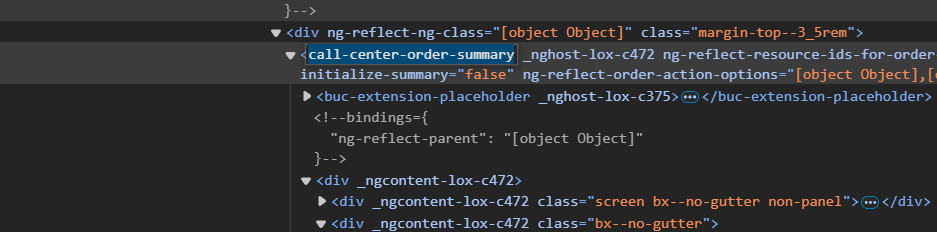 }-->
<div ng-reflect-ng-class="[object Object]" class="margin-top--3_5rem">
<call-center-order-summary _nghost-lox-c472 ng-reflect-resource-ids-for-order
initialize-summary="false" ng-reflect-order-action-options="[object Object],[o
<buc-extension-placeholder _nghost-lox-c375>…</buc-extension-placeholder>
<!--bindings={
"ng-reflect-parent": "[object Object]"
}-->
<div _ngcontent-lox-c472>
<div _ngcontent-lox-c472 class="screen bx--no-gutter non-panel">…</div>
<div _ngcontent-lox-c472 class="bx--no-gutter">